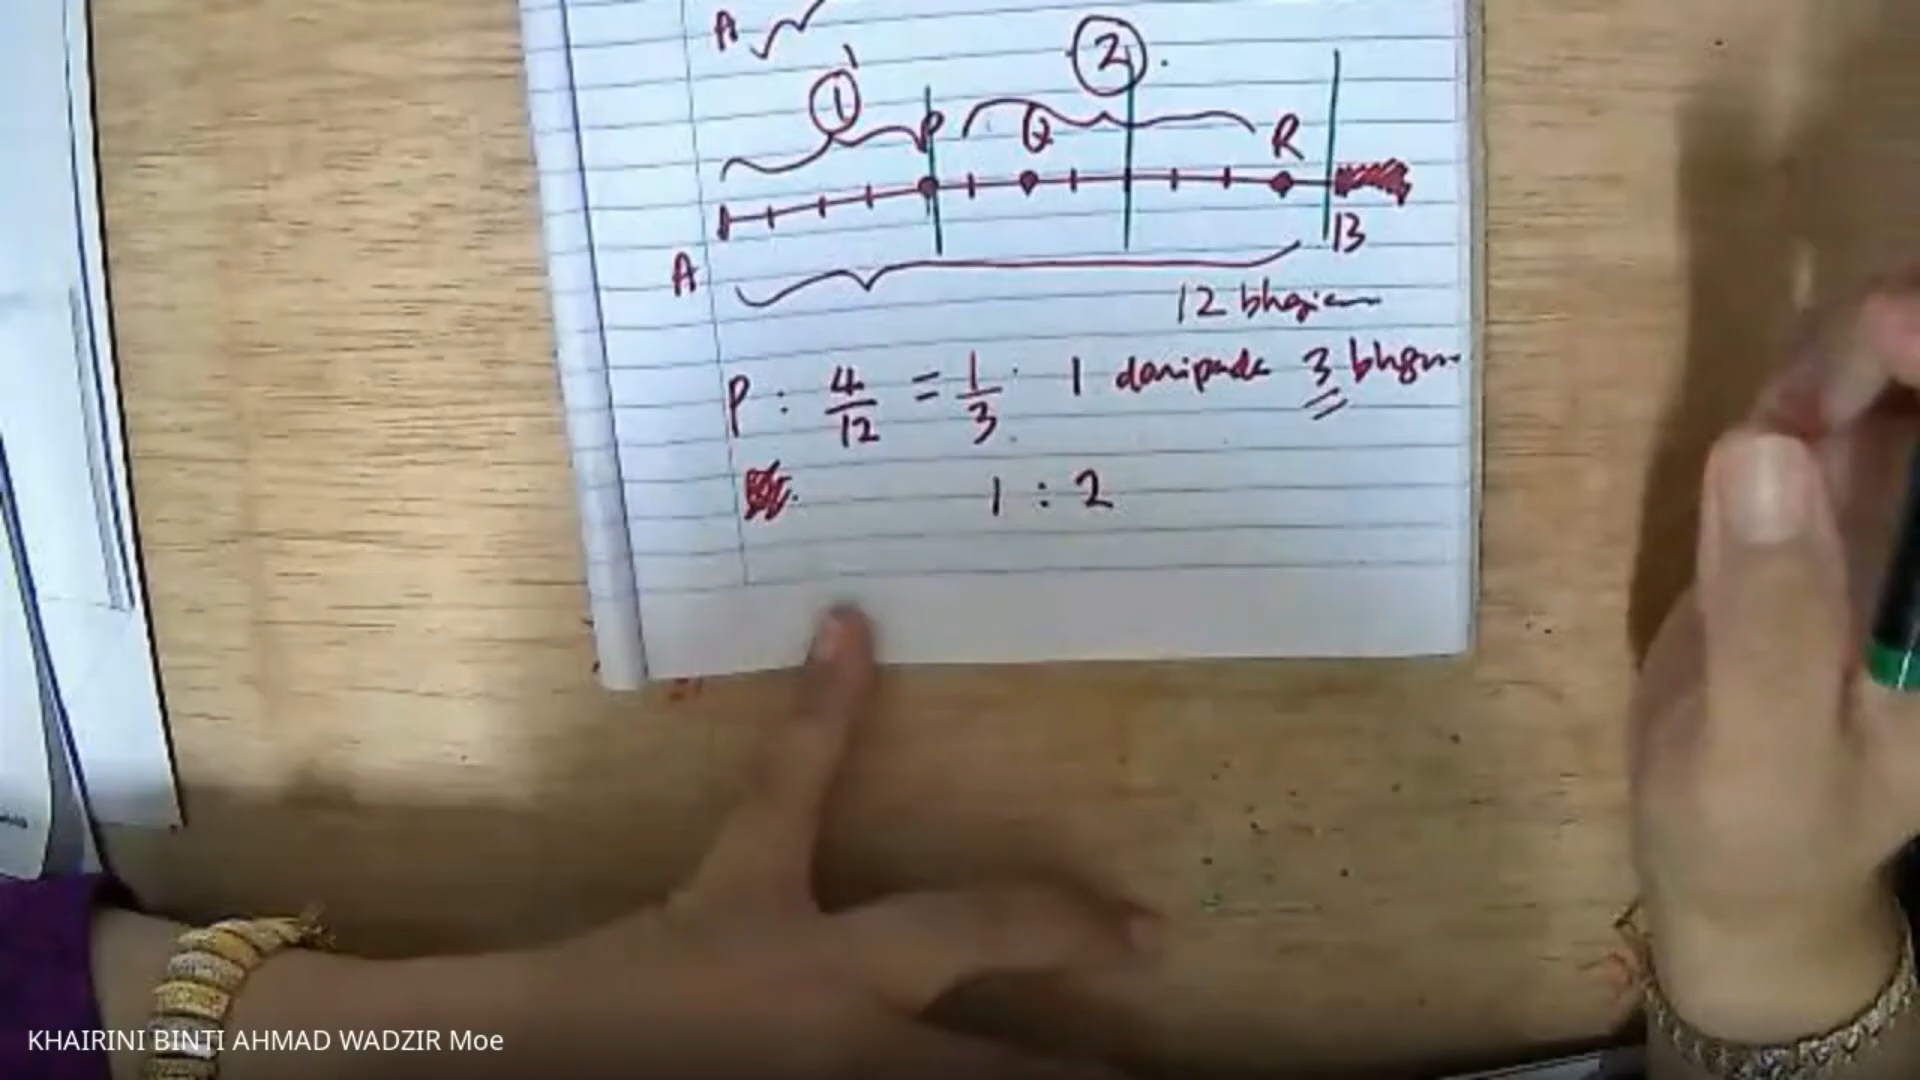 A
1 2
P Q R
A B
12 bhgian
P : 4/12 = 1/3 1 daripada 3 bhgn
1 : 2
KHAIRINI BINTI AHMAD WADZIR Moe